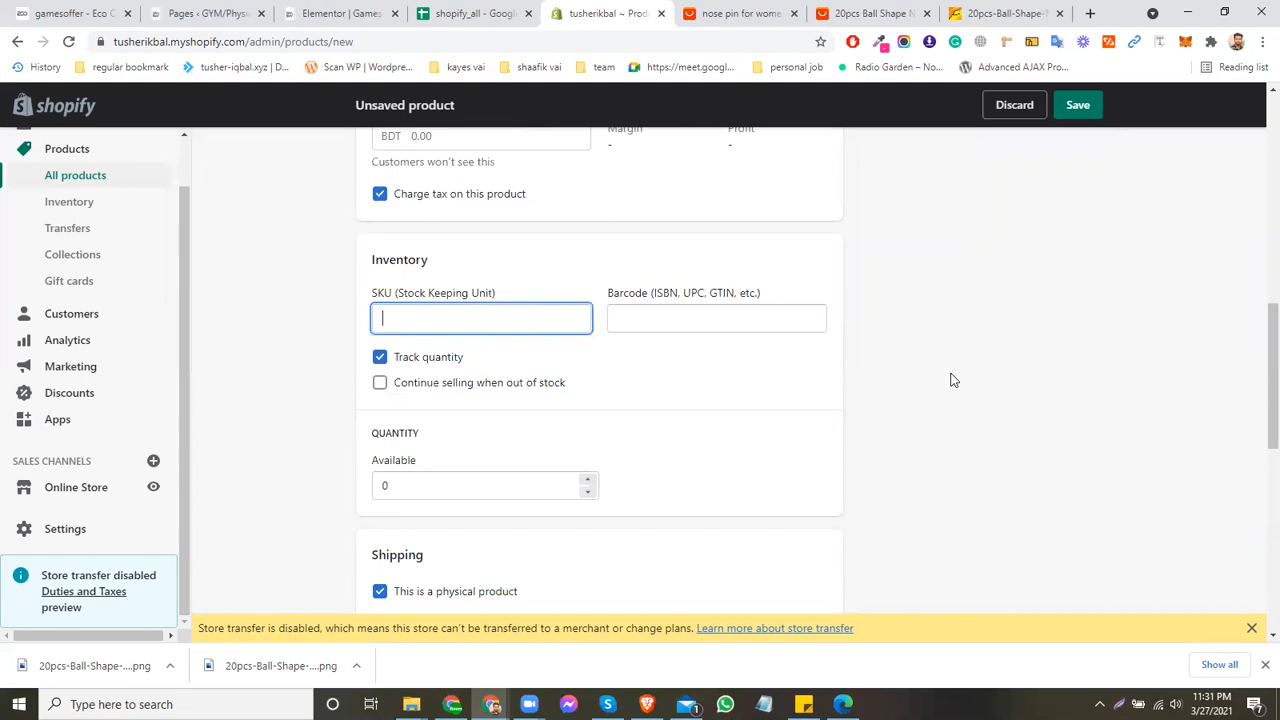 gamesoffer - Eco C
Pages < GYM/Phys
Elementor | Games
shopify_all - Goog
tusherikbal ~ Prod
nose pin for wome
20pcs Ball Shape N
20pcs-Ball-Shape-N
tusherikbal.myshopify.com/admin/products/new
History
regular bookmark
tusher-iqbal.xyz | D...
Scan WP | Wordpre...
kayes vai
shaafik vai
team
https://meet.googl...
personal job
Radio Garden – No...
Advanced AJAX Pro...
Reading list
shopify
Unsaved product
Discard
Save
Products
All products
Inventory
Transfers
Collections
Gift cards
Customers
Analytics
Marketing
Discounts
Apps
SALES CHANNELS
Online Store
Settings
Store transfer disabled
Duties and Taxes
preview
BDT 0.00
Margin
Profit
-
-
Customers won't see this
Charge tax on this product
Inventory
SKU (Stock Keeping Unit)
Barcode (ISBN, UPC, GTIN, etc.)
Track quantity
Continue selling when out of stock
QUANTITY
Available
0
Shipping
This is a physical product
Store transfer is disabled, which means this store can't be transferred to a merchant or change plans. Learn more about store transfer
20pcs-Ball-Shape-....png
20pcs-Ball-Shape-....png
Show all
Type here to search
1
11:31 PM
3/27/2021
7